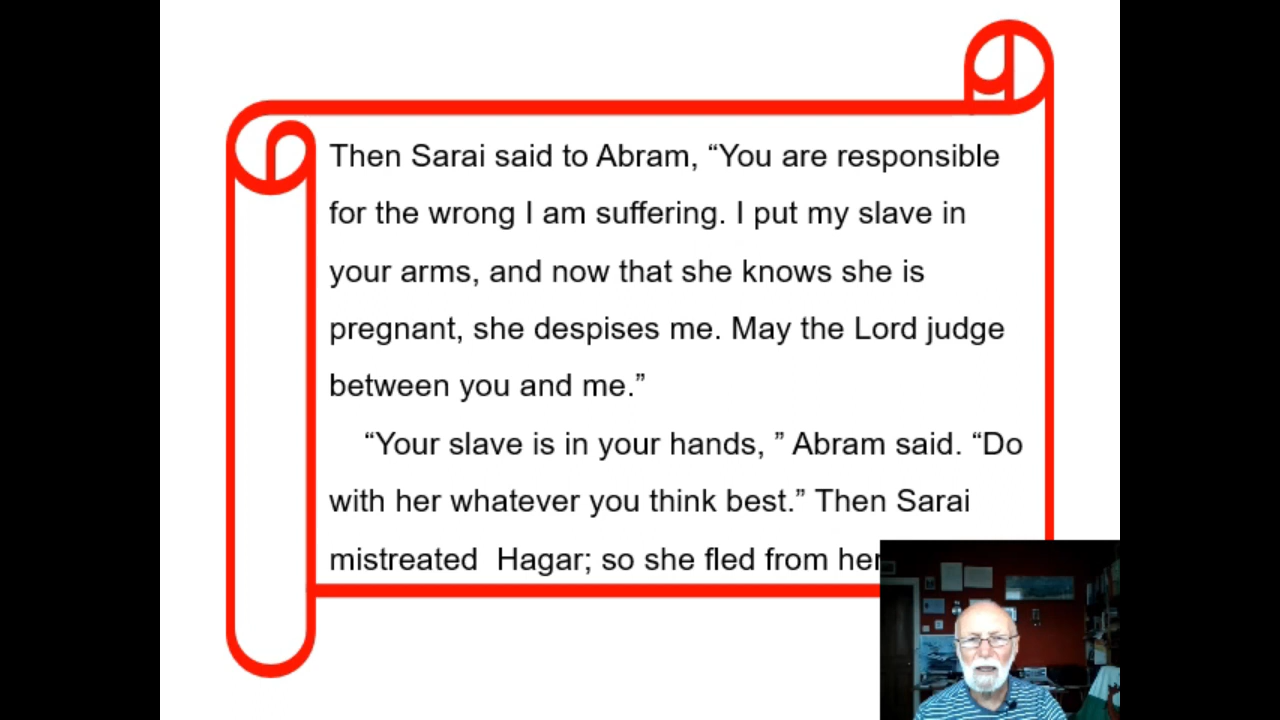 Then Sarai said to Abram, “You are responsible
for the wrong I am suffering. I put my slave in
your arms, and now that she knows she is
pregnant, she despises me. May the Lord judge
between you and me.”
“Your slave is in your hands, ” Abram said. “Do
with her whatever you think best.” Then Sarai
mistreated  Hagar; so she fled from her